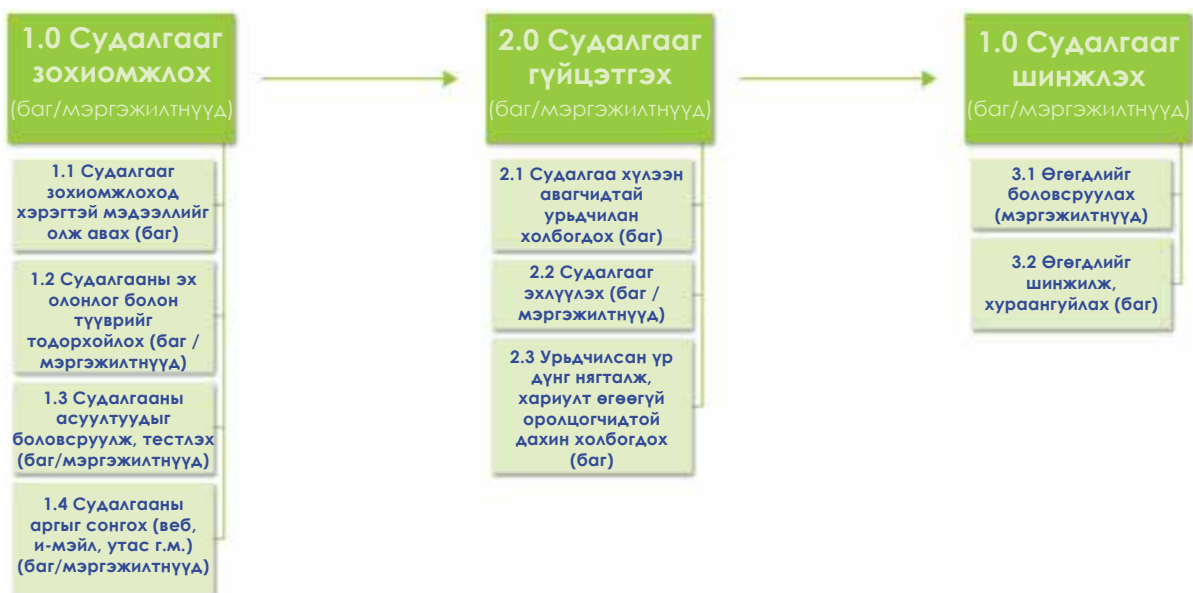 1.0 Судалгааг
зохиомжлох
(баг/мэргэжилтнүүд)
1.1 Судалгааг
зохиомжлоход
хэрэгтэй мэдээллийг
олж авах (баг)
1.2 Судалгааны эх
олонлог болон
түүврийг
тодорхойлох (баг /
мэргэжилтнүүд)
1.3 Судалгааны
асуултуудыг
боловсруулж, тестлэх
(баг/мэргэжилтнүүд)
1.4 Судалгааны
аргыг сонгох (веб,
и-мэйл, утас г.м.)
(баг/мэргэжилтнүүд)
2.0 Судалгааг
гүйцэтгэх
(баг/мэргэжилтнүүд)
2.1 Судалгаа хүлээн
авагчидтай
урьдчилан
холбогдох (баг)
2.2 Судалгааг
эхлүүлэх (баг /
мэргэжилтнүүд)
2.3 Урьдчилсан үр
дүнг нягталж,
хариулт өгөөгүй
оролцогчидтой
дахин холбогдох
(баг)
1.0 Судалгааг
шинжлэх
(баг/мэргэжилтнүүд)
3.1 Өгөгдлийг
боловсруулах
(мэргэжилтнүүд)
3.2 Өгөгдлийг
шинжилж,
хураангуйлах (баг)